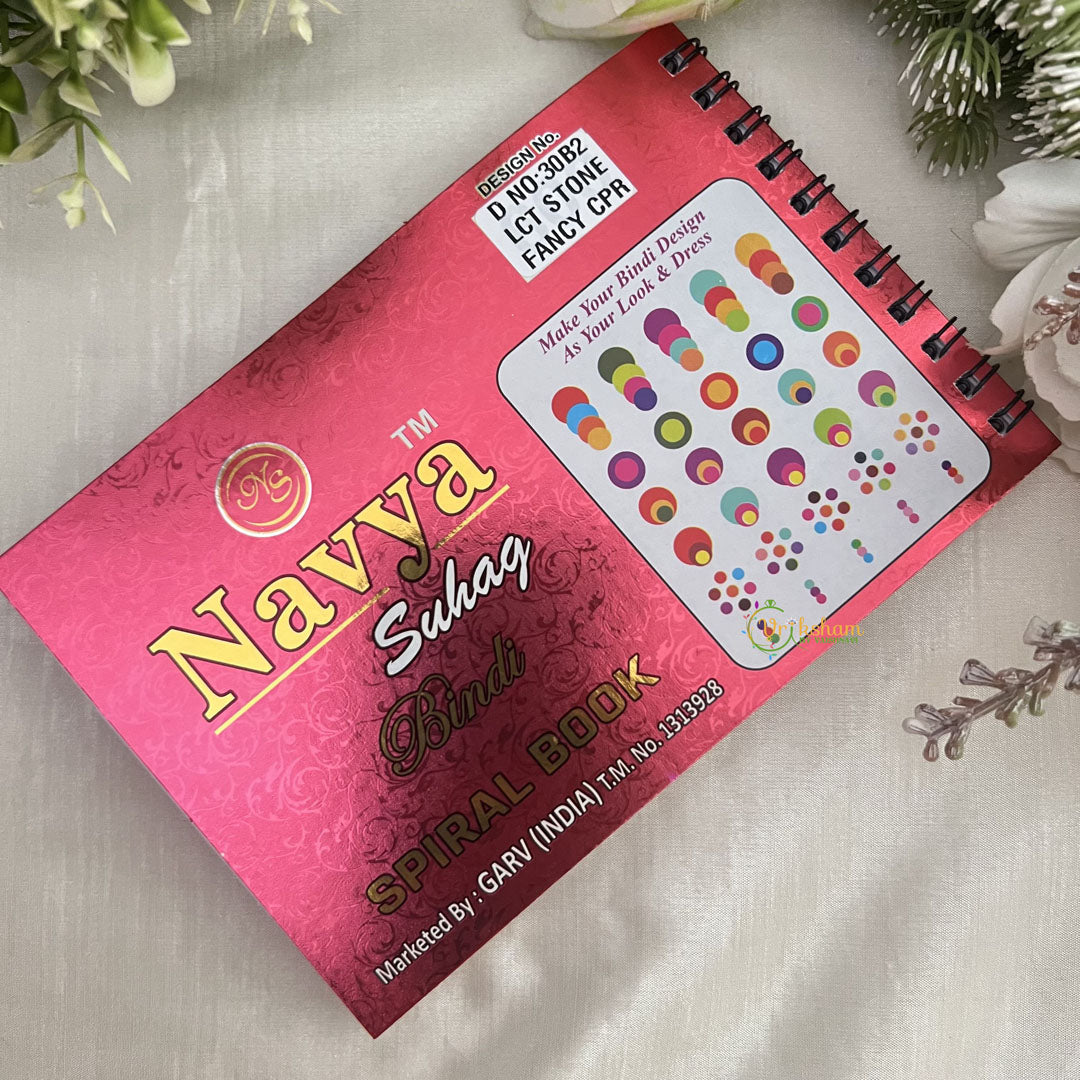 DESIGN No.
D NO:30B2
LCT STONE
FANCY CPR
Make Your Bindi Design
As Your Look & Dress
NS
TM
Navya
Suhag
Bindi
SPIRAL BOOK
Marketed By : GARV (INDIA) T.M. No. 1313928
Vriksham